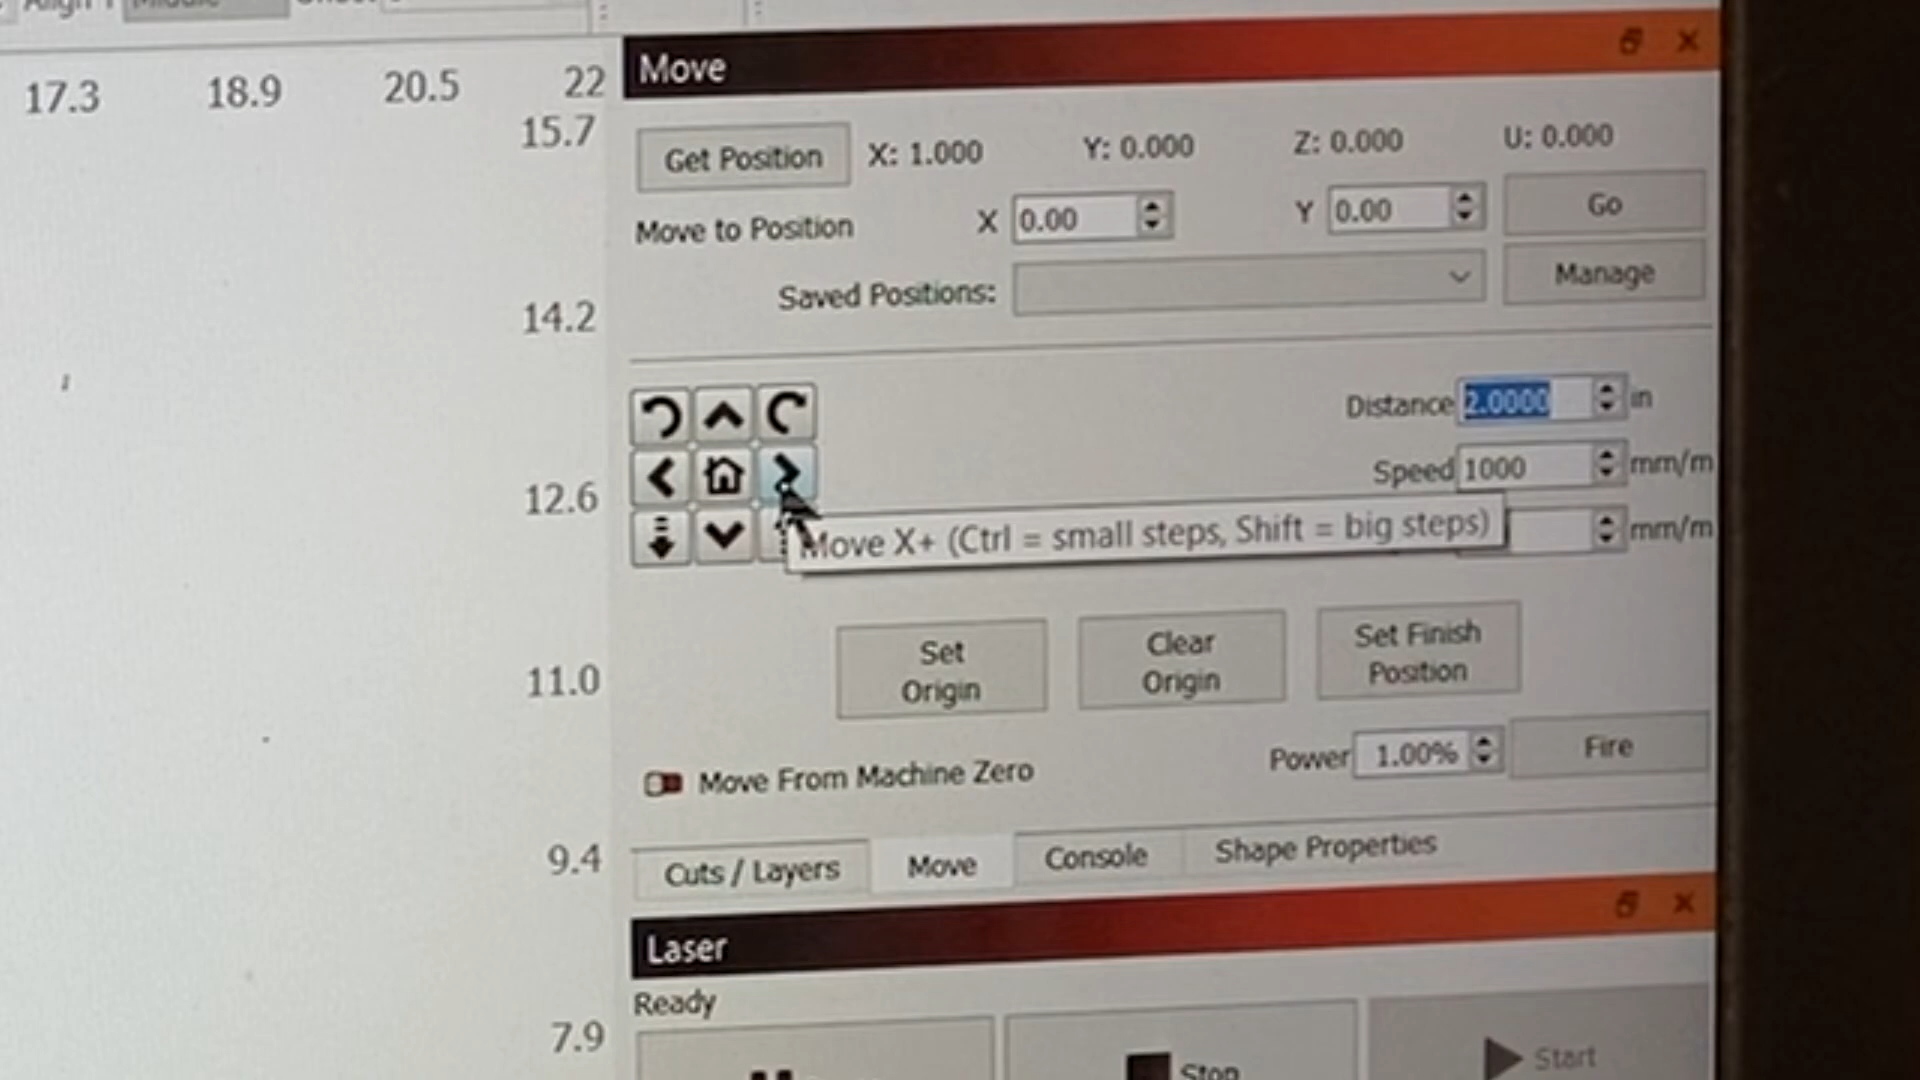 17.3 18.9 20.5 22
15.7
14.2
12.6
11.0
9.4
7.9
Move
Get Position X: 1.000 Y: 0.000 Z: 0.000 U: 0.000
Move to Position X 0.00 Y 0.00 Go
Saved Positions: Manage
Distance 2.0000 in
Speed 1000 mm/m
Move X+ (Ctrl = small steps, Shift = big steps)
mm/m
Set Origin
Clear Origin
Set Finish Position
Move From Machine Zero Power 1.00% Fire
Cuts / Layers Move Console Shape Properties
Laser
Ready
Stop Start